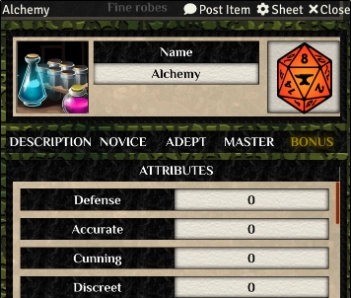 Alchemy Fine robes Post Item Sheet Close
Name
Alchemy
8
DESCRIPTION NOVICE ADEPT MASTER BONUS
ATTRIBUTES
Defense 0
Accurate 0
Cunning 0
Discreet 0